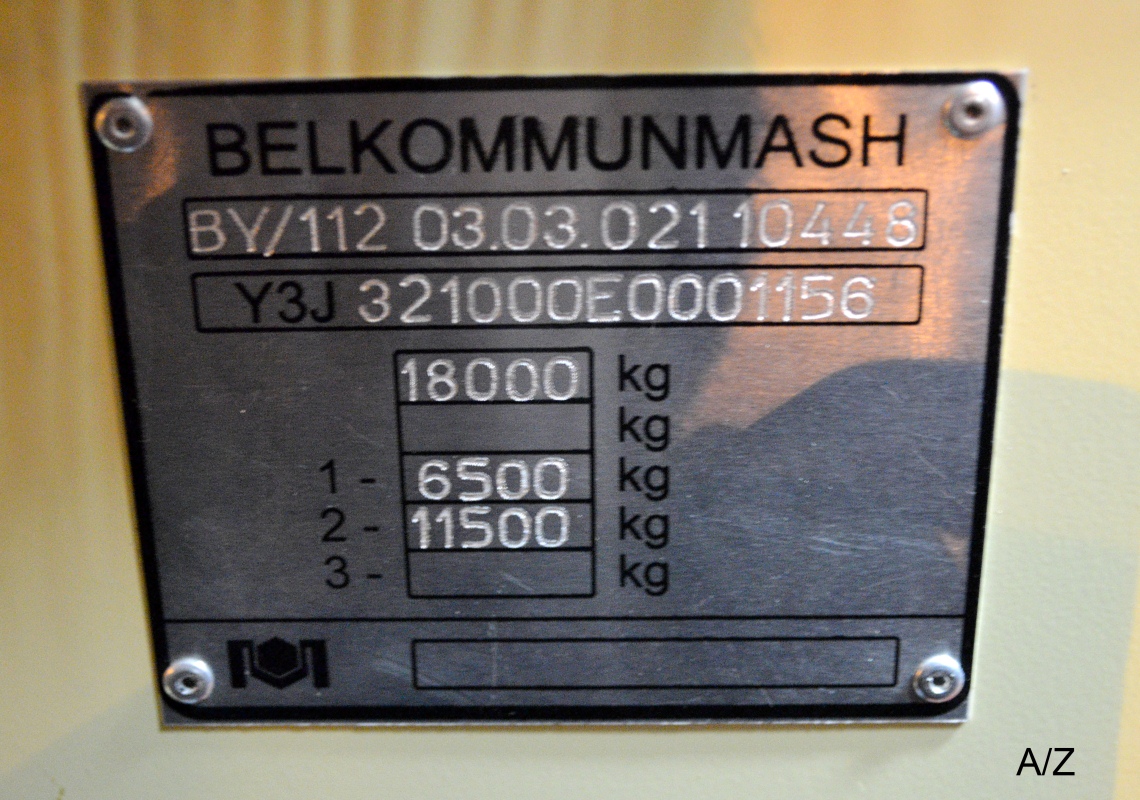 BELKOMMUNMASH
BY/112 03.03.021 10448
Y3J 321000E0001156
18000 kg
kg
1 - 6500 kg
2 - 11500 kg
3 - kg
A/Z